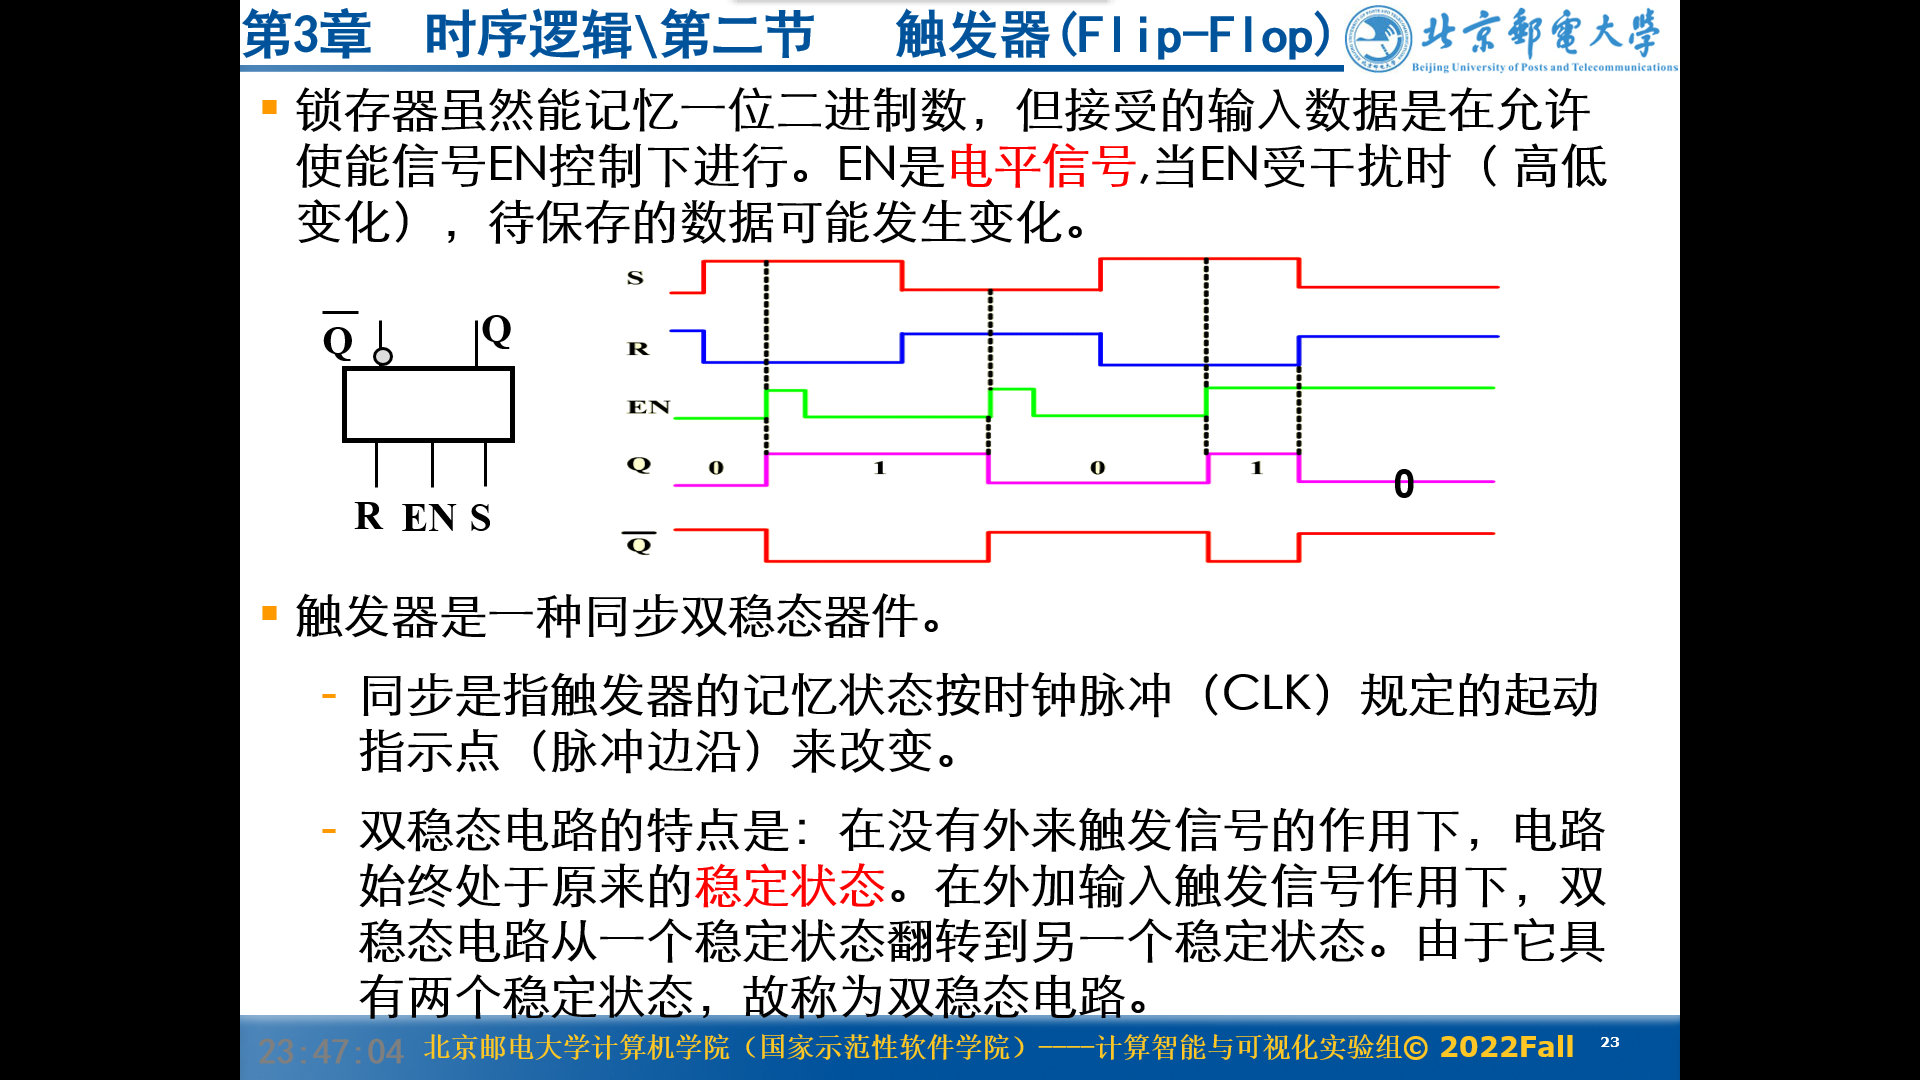 第3章 时序逻辑\第二节 触发器(Flip-Flop)
北京郵電大學
Beijing University of Posts and Telecommunications
锁存器虽然能记忆一位二进制数，但接受的输入数据是在允许
使能信号EN控制下进行。EN是电平信号,当EN受干扰时（ 高低
变化），待保存的数据可能发生变化。
Q Q
R EN S
S
R
EN
Q 0 1 0 1 0
Q
触发器是一种同步双稳态器件。
- 同步是指触发器的记忆状态按时钟脉冲（CLK）规定的起动
指示点（脉冲边沿）来改变。
- 双稳态电路的特点是：在没有外来触发信号的作用下，电路
始终处于原来的稳定状态。在外加输入触发信号作用下，双
稳态电路从一个稳定状态翻转到另一个稳定状态。由于它具
有两个稳定状态，故称为双稳态电路。
23:47:04 北京邮电大学计算机学院（国家示范性软件学院）----计算智能与可视化实验组© 2022Fall 23